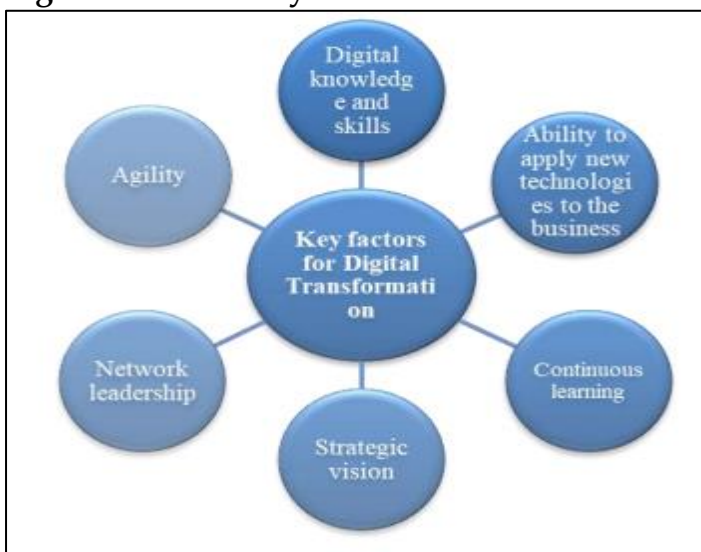 Digital
knowledg
e and
skills
Ability to
apply new
technologi
es to the
business
Agility
Key factors
for Digital
Transformati
on
Network
leadership
Continuous
learning
Strategic
vision